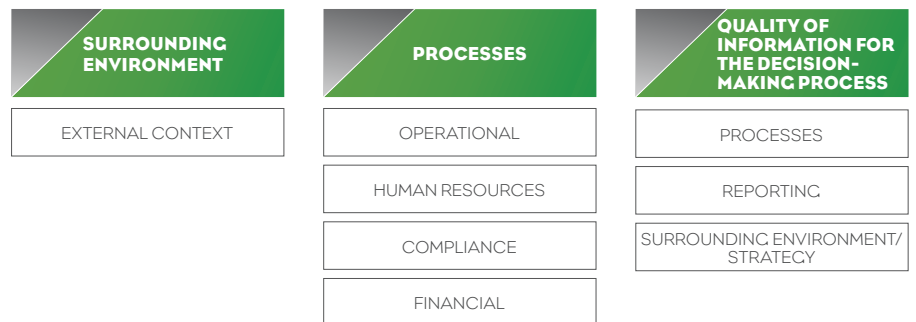 SURROUNDING
ENVIRONMENT
EXTERNAL CONTEXT
PROCESSES
OPERATIONAL
HUMAN RESOURCES
COMPLIANCE
FINANCIAL
QUALITY OF
INFORMATION FOR
THE DECISION-
MAKING PROCESS
PROCESSES
REPORTING
SURROUNDING ENVIRONMENT/
STRATEGY